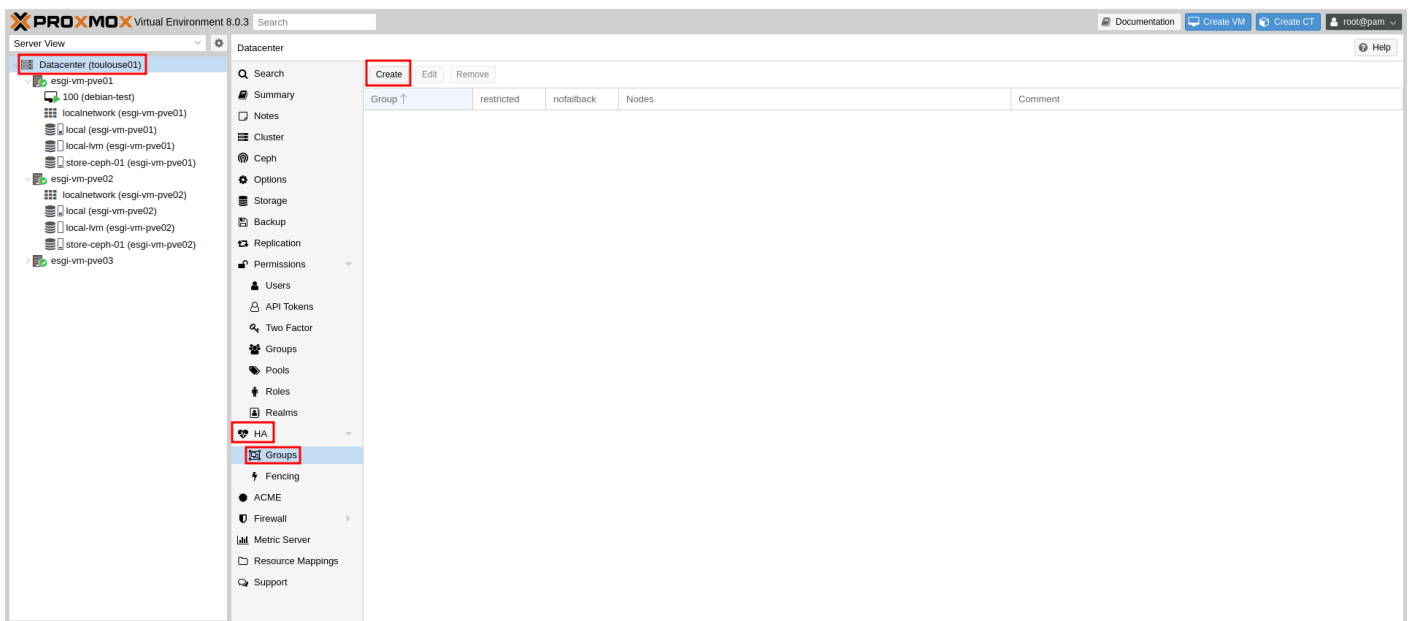 PROXMOX Virtual Environment 8.0.3 Search Documentation Create VM Create CT root@pam
Server View
Datacenter (toulouse01)
esgi-vm-pve01
100 (debian-test)
localnetwork (esgi-vm-pve01)
local (esgi-vm-pve01)
local-lvm (esgi-vm-pve01)
store-ceph-01 (esgi-vm-pve01)
esgi-vm-pve02
localnetwork (esgi-vm-pve02)
local (esgi-vm-pve02)
local-lvm (esgi-vm-pve02)
store-ceph-01 (esgi-vm-pve02)
esgi-vm-pve03
Datacenter Help
Search
Summary
Notes
Cluster
Ceph
Options
Storage
Backup
Replication
Permissions
Users
API Tokens
Two Factor
Groups
Pools
Roles
Realms
HA
Groups
Fencing
ACME
Firewall
Metric Server
Resource Mappings
Support
Create Edit Remove
Group ↑ restricted nofailback Nodes Comment